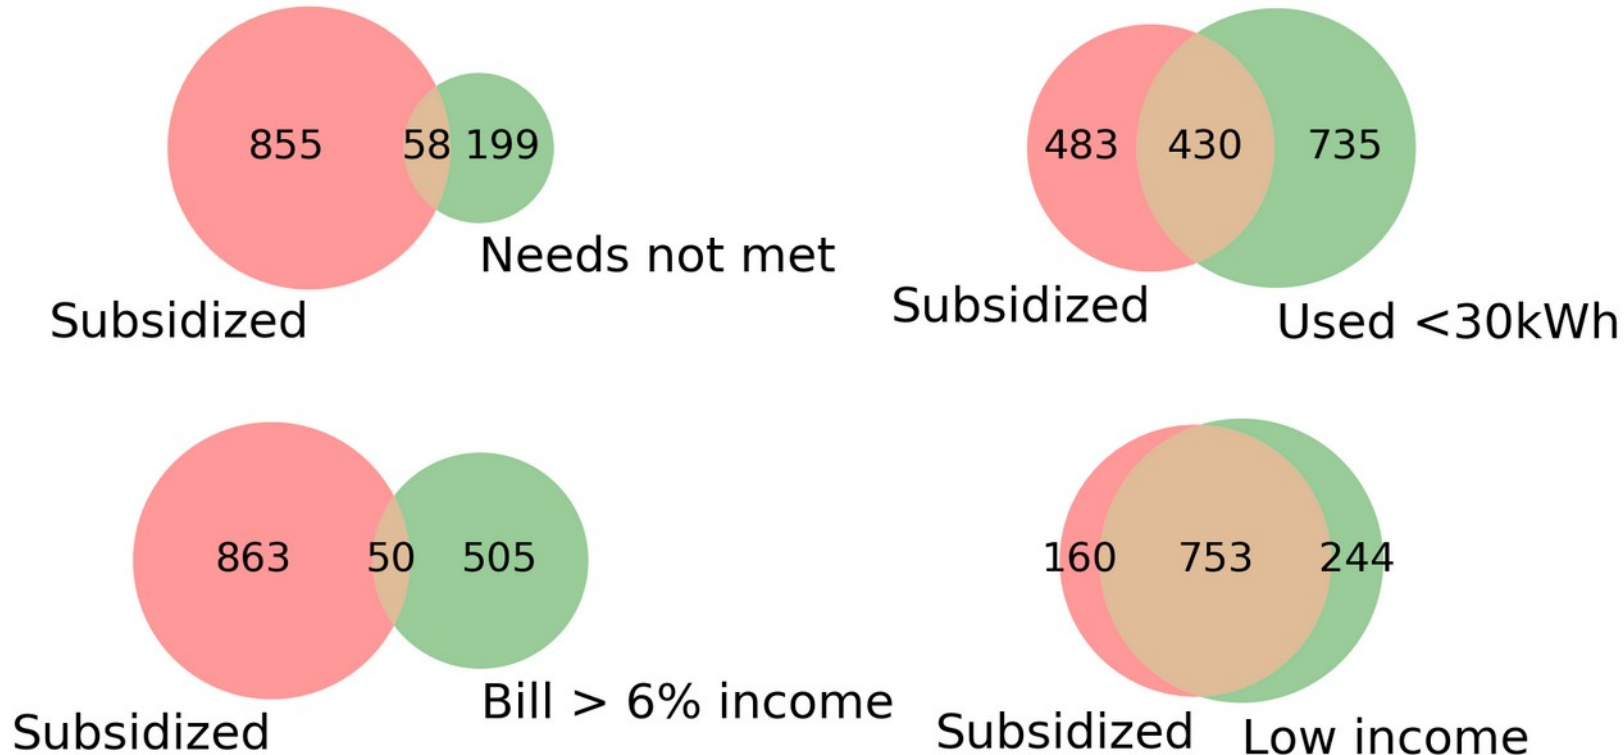 855 58 199
Needs not met
Subsidized
483 430 735
Subsidized
Used <30kWh
863 50 505
Bill > 6% income
Subsidized
160 753 244
Subsidized
Low income